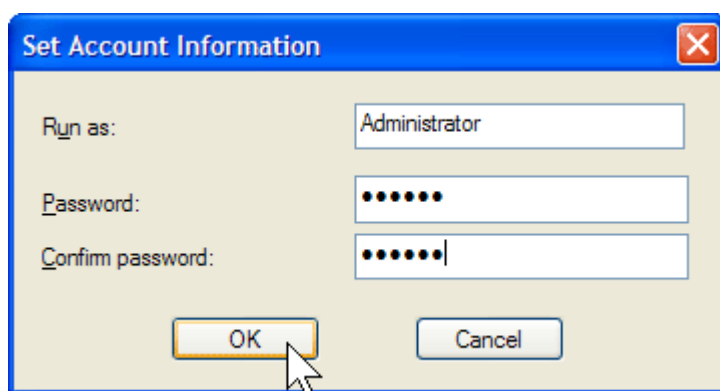 Set Account Information
Run as: Administrator
Password: ••••••
Confirm password: ••••••
OK Cancel